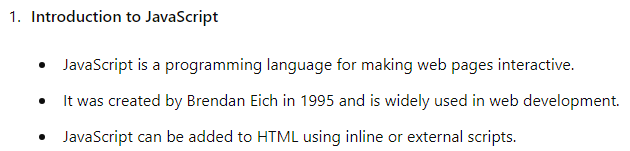 1. Introduction to JavaScript
• JavaScript is a programming language for making web pages interactive.
• It was created by Brendan Eich in 1995 and is widely used in web development.
• JavaScript can be added to HTML using inline or external scripts.